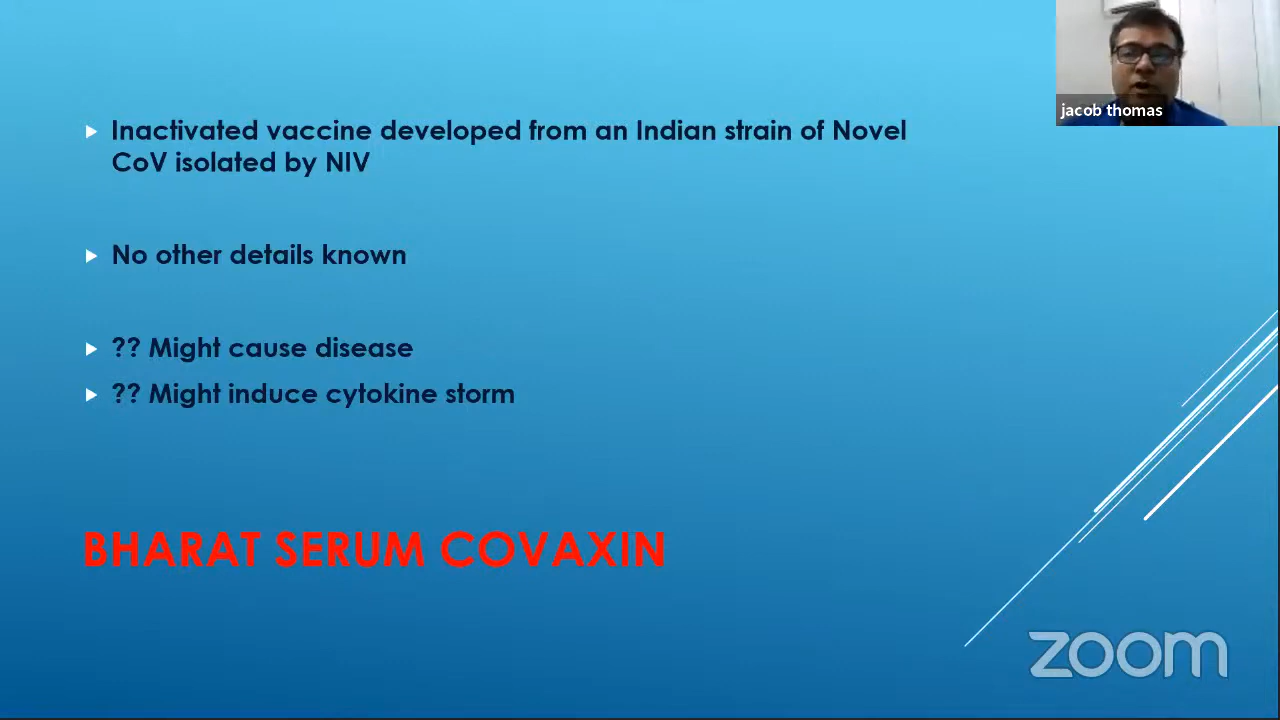 jacob thomas
Inactivated vaccine developed from an Indian strain of Novel
CoV isolated by NIV
No other details known
?? Might cause disease
?? Might induce cytokine storm
BHARAT SERUM COVAXIN
zoom